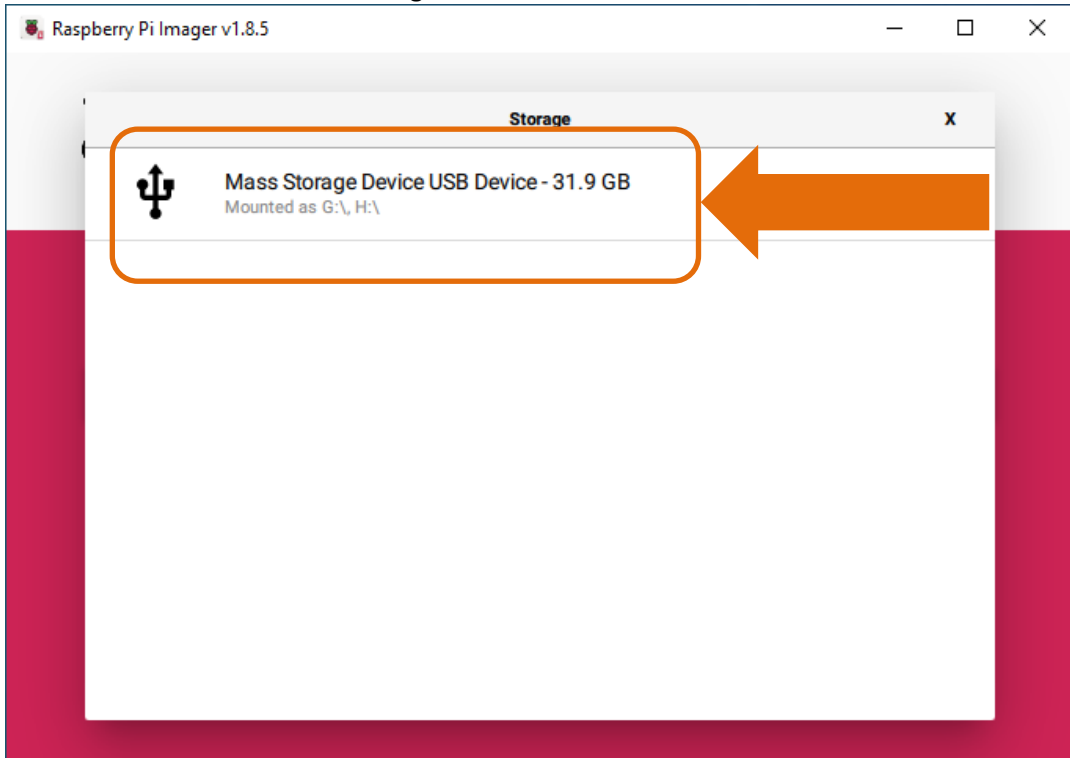 Raspberry Pi Imager v1.8.5
Storage X
Mass Storage Device USB Device - 31.9 GB
Mounted as G:\, H:\